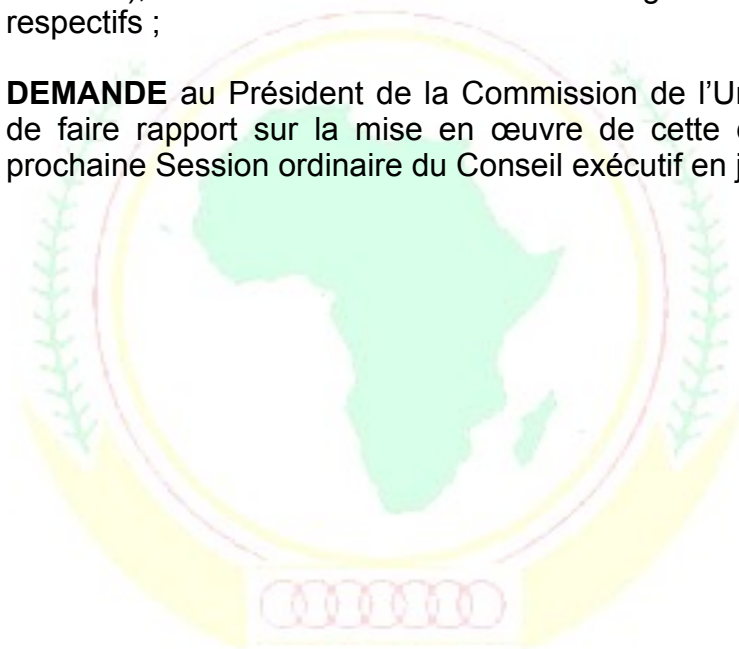 respectifs ;
DEMANDE au Président de la Commission de l’Un
de faire rapport sur la mise en œuvre de cette
prochaine Session ordinaire du Conseil exécutif en j